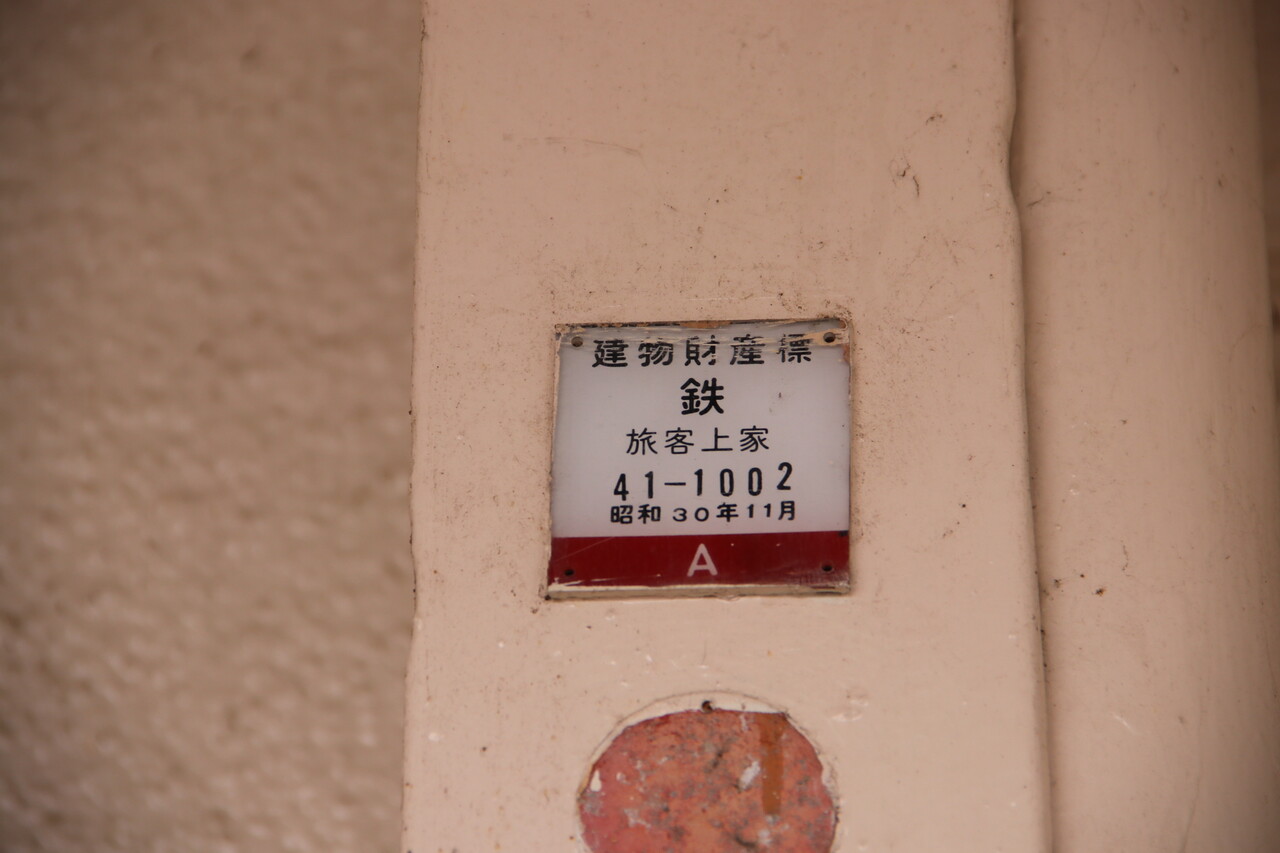 建物財産標
鉄
旅客上家
41-1002
昭和30年11月
A